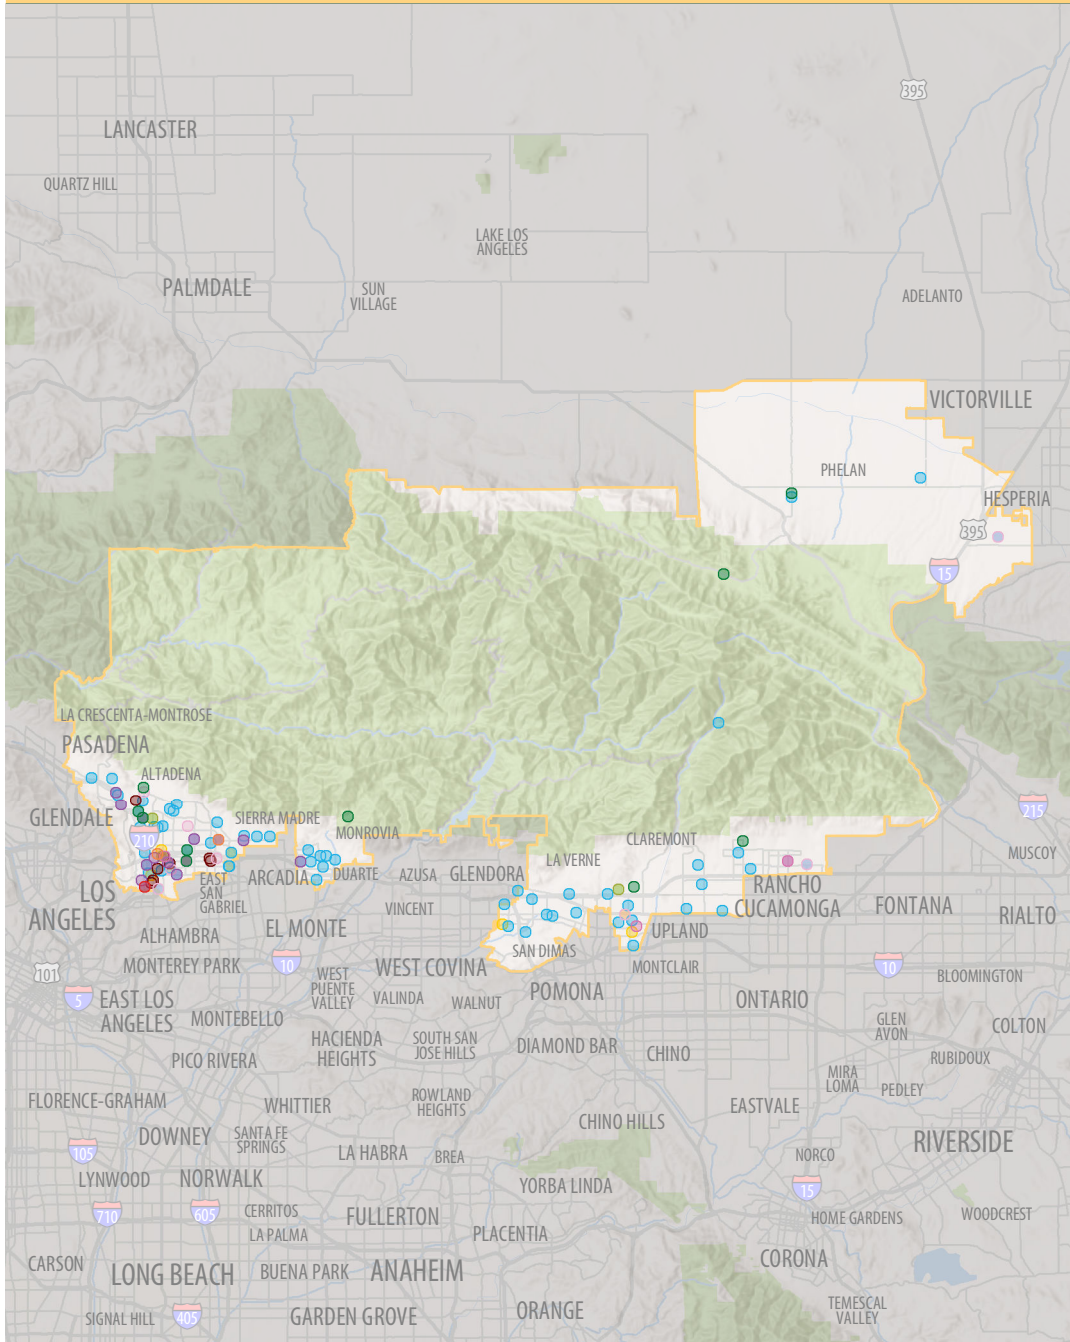 395
LANCASTER
QUARTZ HILL
LAKE LOS
ANGELES
PALMDALE
SUN
VILLAGE
ADELANTO
VICTORVILLE
PHELAN
HESPERIA
395
15
LA CRESCENTA-MONTROSE
PASADENA
ALTADENA
GLENDALE
SIERRA MADRE
215
210
MONROVIA
CLAREMONT
MUSCOY
LA VERNE
LOS
ANGELES
EAST
SAN
GABRIEL
ARCADIA
DUARTE
AZUSA
GLENDORA
RANCHO
CUCAMONGA
VINCENT
FONTANA
RIALTO
ALHAMBRA
EL MONTE
UPLAND
SAN DIMAS
101
MONTEREY PARK
10
WEST COVINA
MONTCLAIR
10
BLOOMINGTON
WEST
PUENTE
VALLEY
5
EAST LOS
ANGELES
VALINDA
WALNUT
POMONA
ONTARIO
MONTEBELLO
GLEN
AVON
COLTON
HACIENDA
HEIGHTS
SOUTH SAN
JOSE HILLS
DIAMOND BAR
CHINO
PICO RIVERA
RUBIDOUX
MIRA
LOMA
PEDLEY
FLORENCE-GRAHAM
WHITTIER
ROWLAND
HEIGHTS
EASTVALE
CHINO HILLS
DOWNEY
SANTA FE
SPRINGS
RIVERSIDE
105
LA HABRA
BREA
NORCO
LYNWOOD
NORWALK
YORBA LINDA
15
710
605
CERRITOS
FULLERTON
HOME GARDENS
WOODCREST
LA PALMA
PLACENTIA
CARSON
LONG BEACH
BUENA PARK
ANAHEIM
CORONA
SIGNAL HILL
405
GARDEN GROVE
ORANGE
TEMESCAL
VALLEY